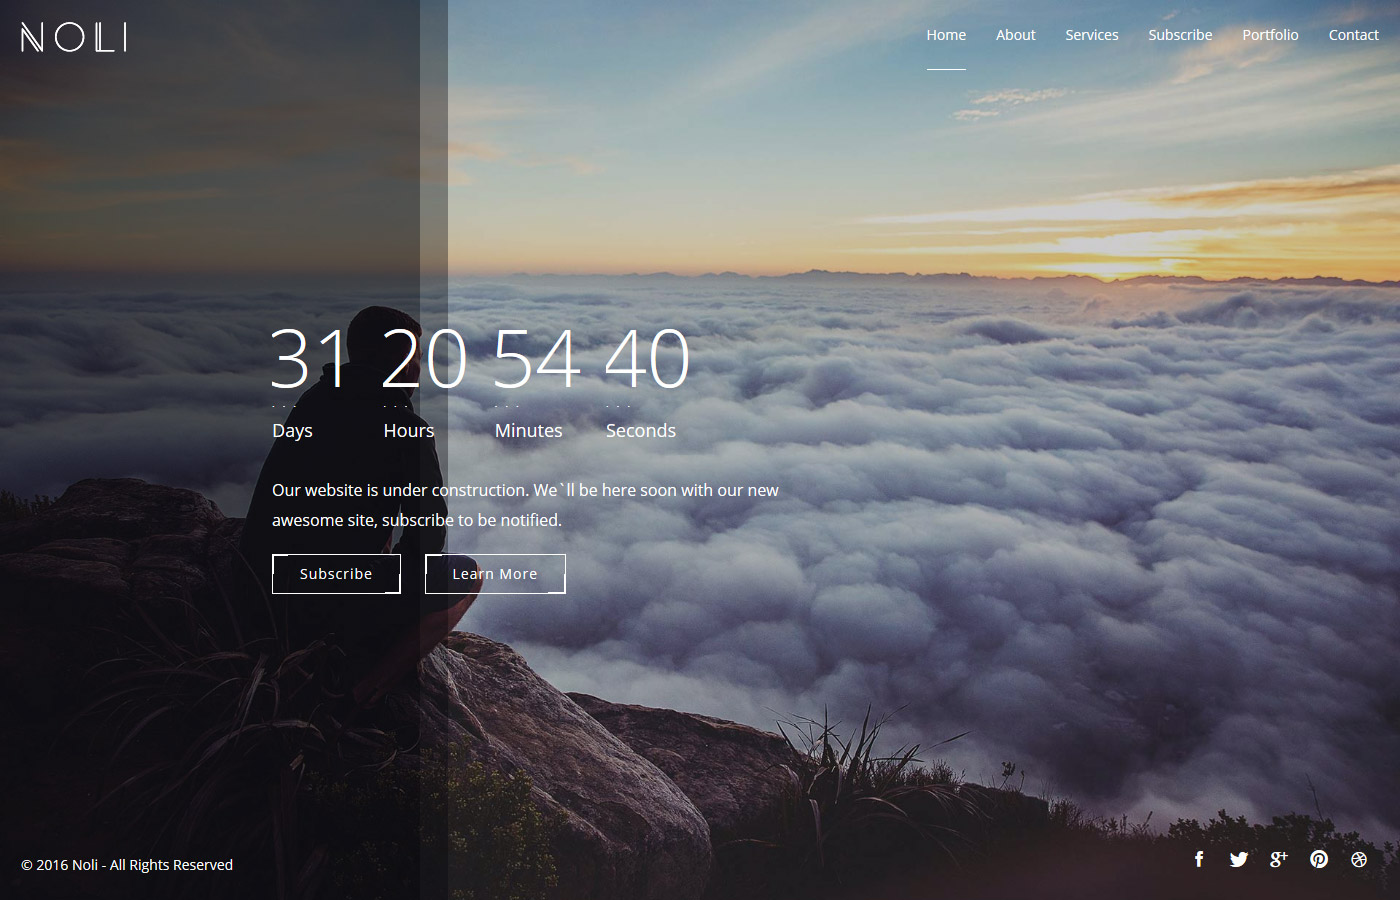 NOLI
Home About Services Subscribe Portfolio Contact
31 20 54 40
Days Hours Minutes Seconds
Our website is under construction. We`ll be here soon with our new
awesome site, subscribe to be notified.
Subscribe Learn More
© 2016 Noli - All Rights Reserved